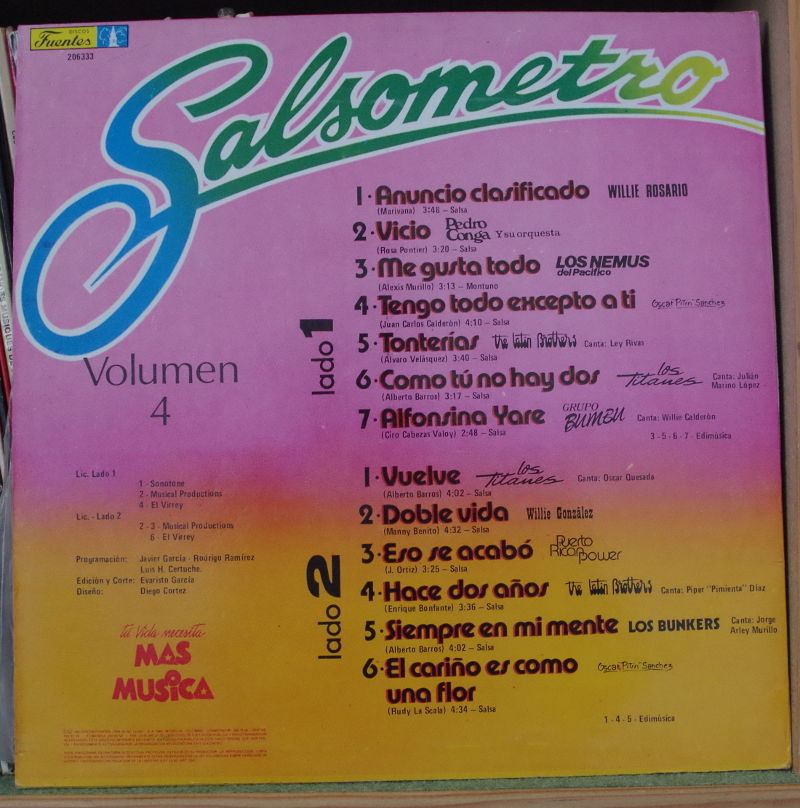 DISCOS
Fuentes
206333
Salsometro
Volumen
4
lado 1
1 · Anuncio clasificado WILLIE ROSARIO
(Marivana) 3:46 – Salsa
2 · Vicio Pedro Conga Y su orquesta
(Rosa Pontier) 3:20 – Salsa
3 · Me gusta todo LOS NEMUS del Pacifico
(Alexis Murillo) 3:13 – Montuno
4 · Tengo todo excepto a ti Oscar "Pitin" Sanchez
(Juan Carlos Calderón) 4:10 – Salsa
5 · Tonterías The Latin Brothers Canta: Ley Rivas
(Alvaro Velásquez) 3:40 – Salsa
6 · Como tú no hay dos los Titanes Canta: Julián Marino López
(Alberto Barros) 3:17 – Salsa
7 · Alfonsina Yare GRUPO BUMBU Canta: Willie Calderón
(Ciro Cabezas Valoy) 2:48 – Salsa
3 - 5 - 6 - 7 - Edimúsica
lado 2
1 · Vuelve los Titanes Canta: Oscar Quesada
(Alberto Barros) 4:02 – Salsa
2 · Doble vida Willie González
(Manny Benito) 4:32 – Salsa
3 · Eso se acabó Puerto Rican Power
(J. Ortiz) 3:25 – Salsa
4 · Hace dos años The Latin Brothers Canta: Piper "Pimienta" Díaz
(Enrique Bonfante) 3:36 – Salsa
5 · Siempre en mi mente LOS BUNKERS Canta: Jorge Arley Murillo
(Alberto Barros) 4:02 – Salsa
6 · El cariño es como
una flor Oscar "Pitin" Sanchez
(Rudy La Scala) 4:34 – Salsa
1 - 4 - 5 - Edimúsica
Lic. Lado 1
1 - Sonotone
2 - Musical Productions
4 - El Virrey
Lic. - Lado 2
2 - 3 - Musical Productions
6 - El Virrey
Programación: Javier García - Rodrigo Ramírez
Luis H. Certuche.
Edición y Corte: Evaristo García
Diseño: Diego Cortez
tu Vida necesita
MAS
MUSICA